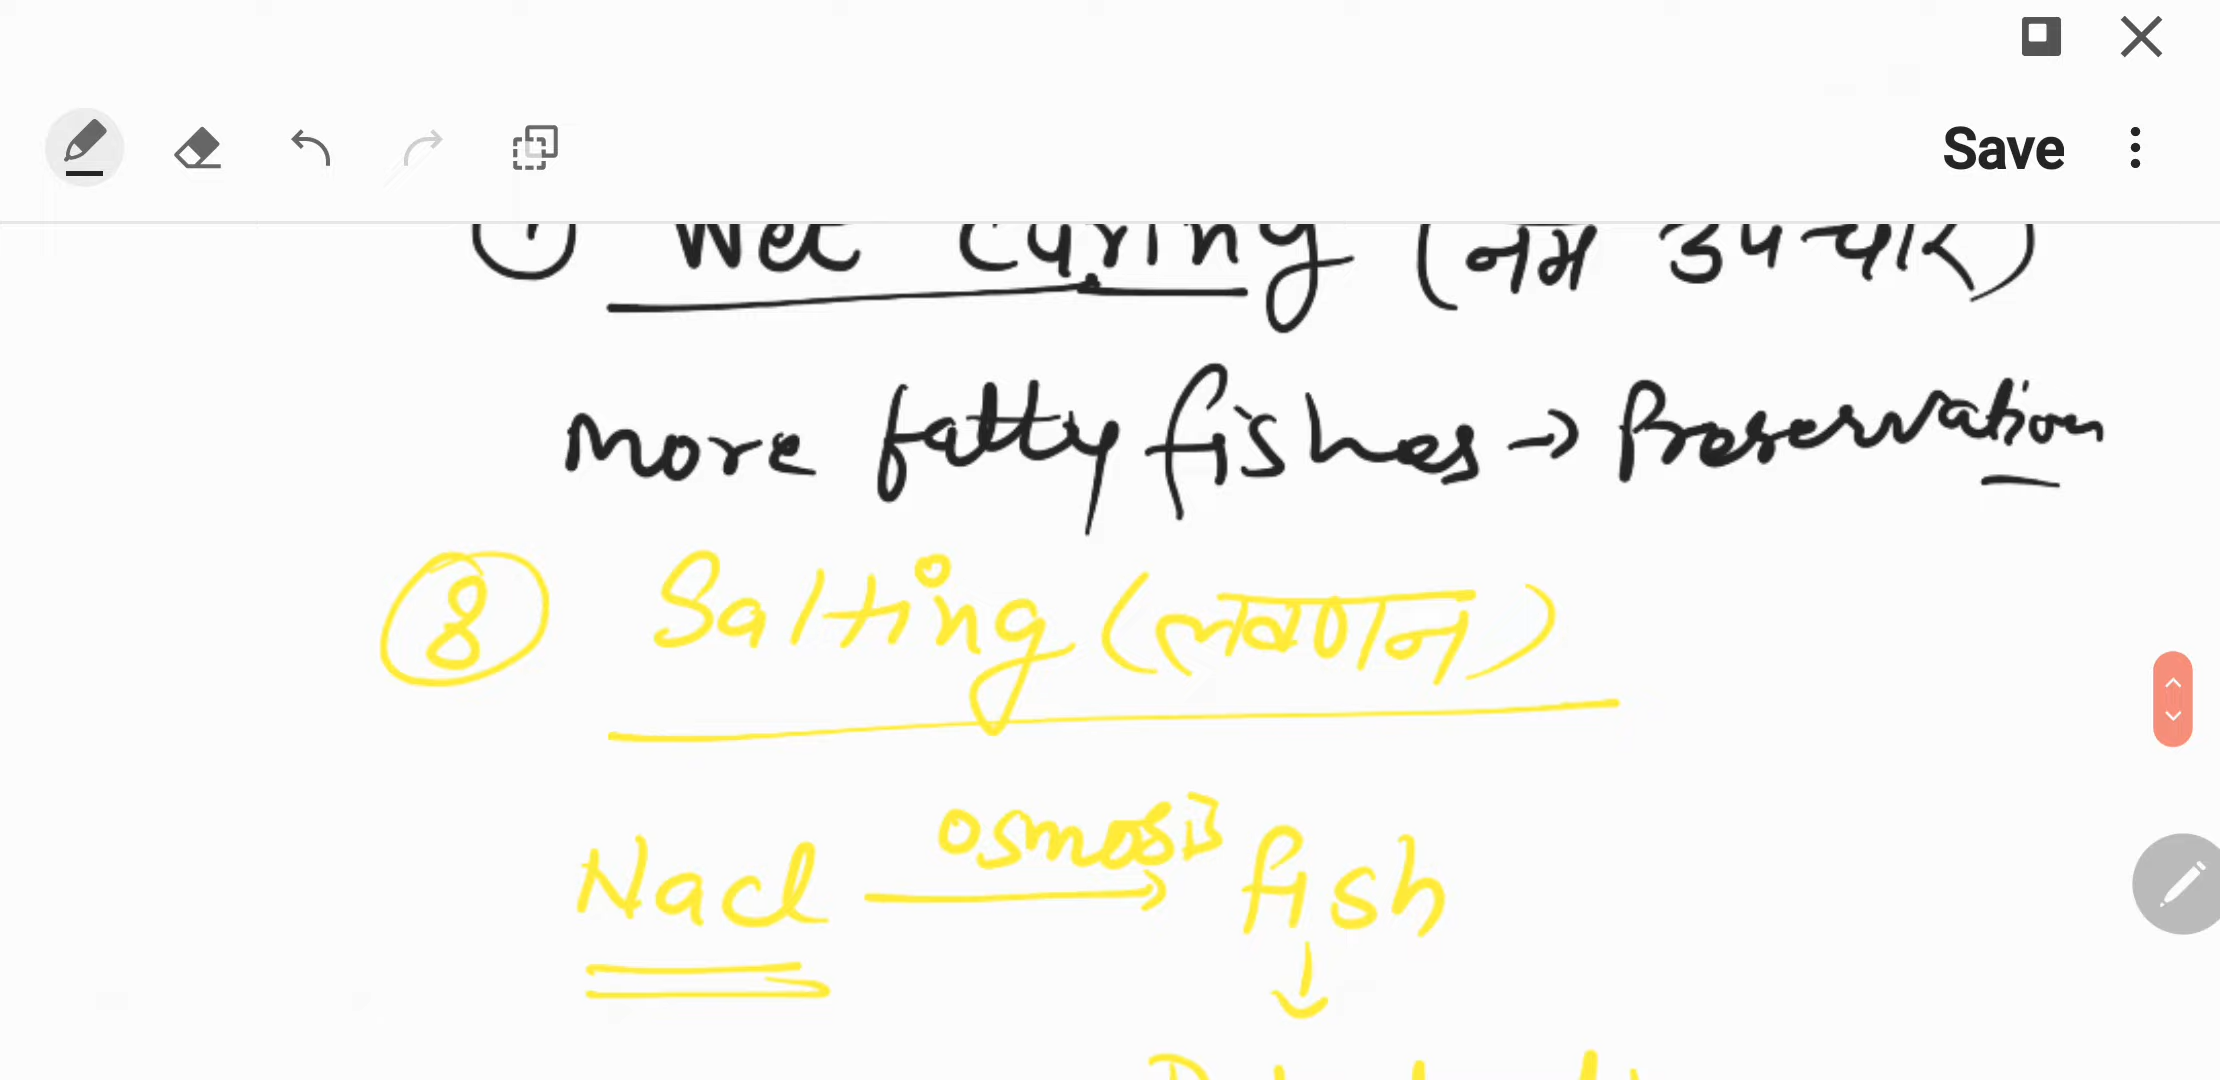 Save
Wet Curing (नम उपचार)
More fatty fishes → Preservation
8 Salting (लवणन)
Nacl osmosis → fish
↓